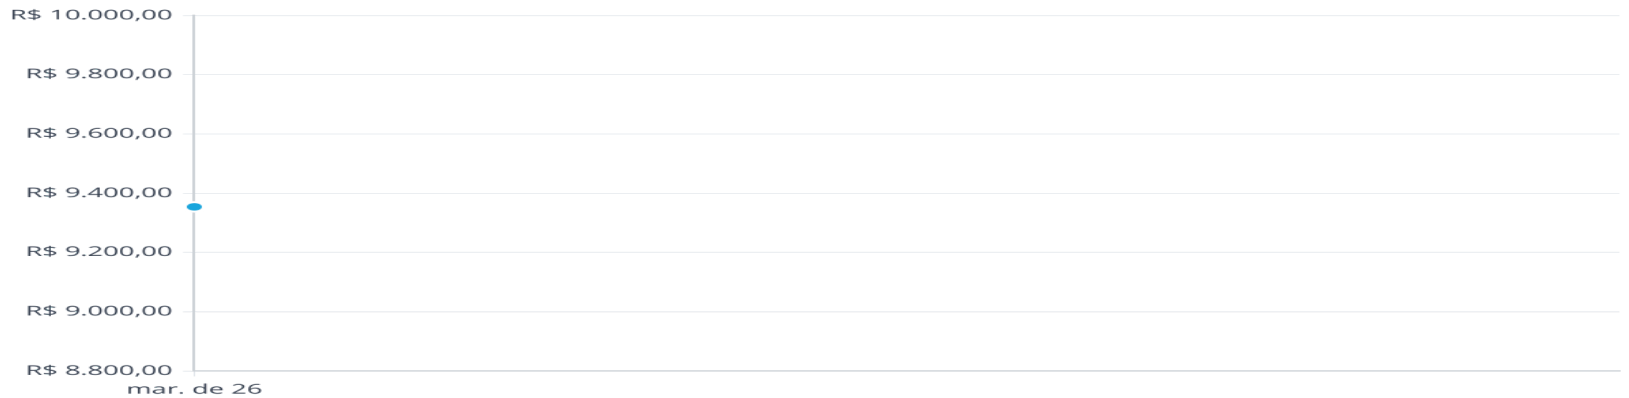 R$ 10.000,00
R$ 9.800,00
R$ 9.600,00
R$ 9.400,00
R$ 9.200,00
R$ 9.000,00
R$ 8.800,00
mar. de 26